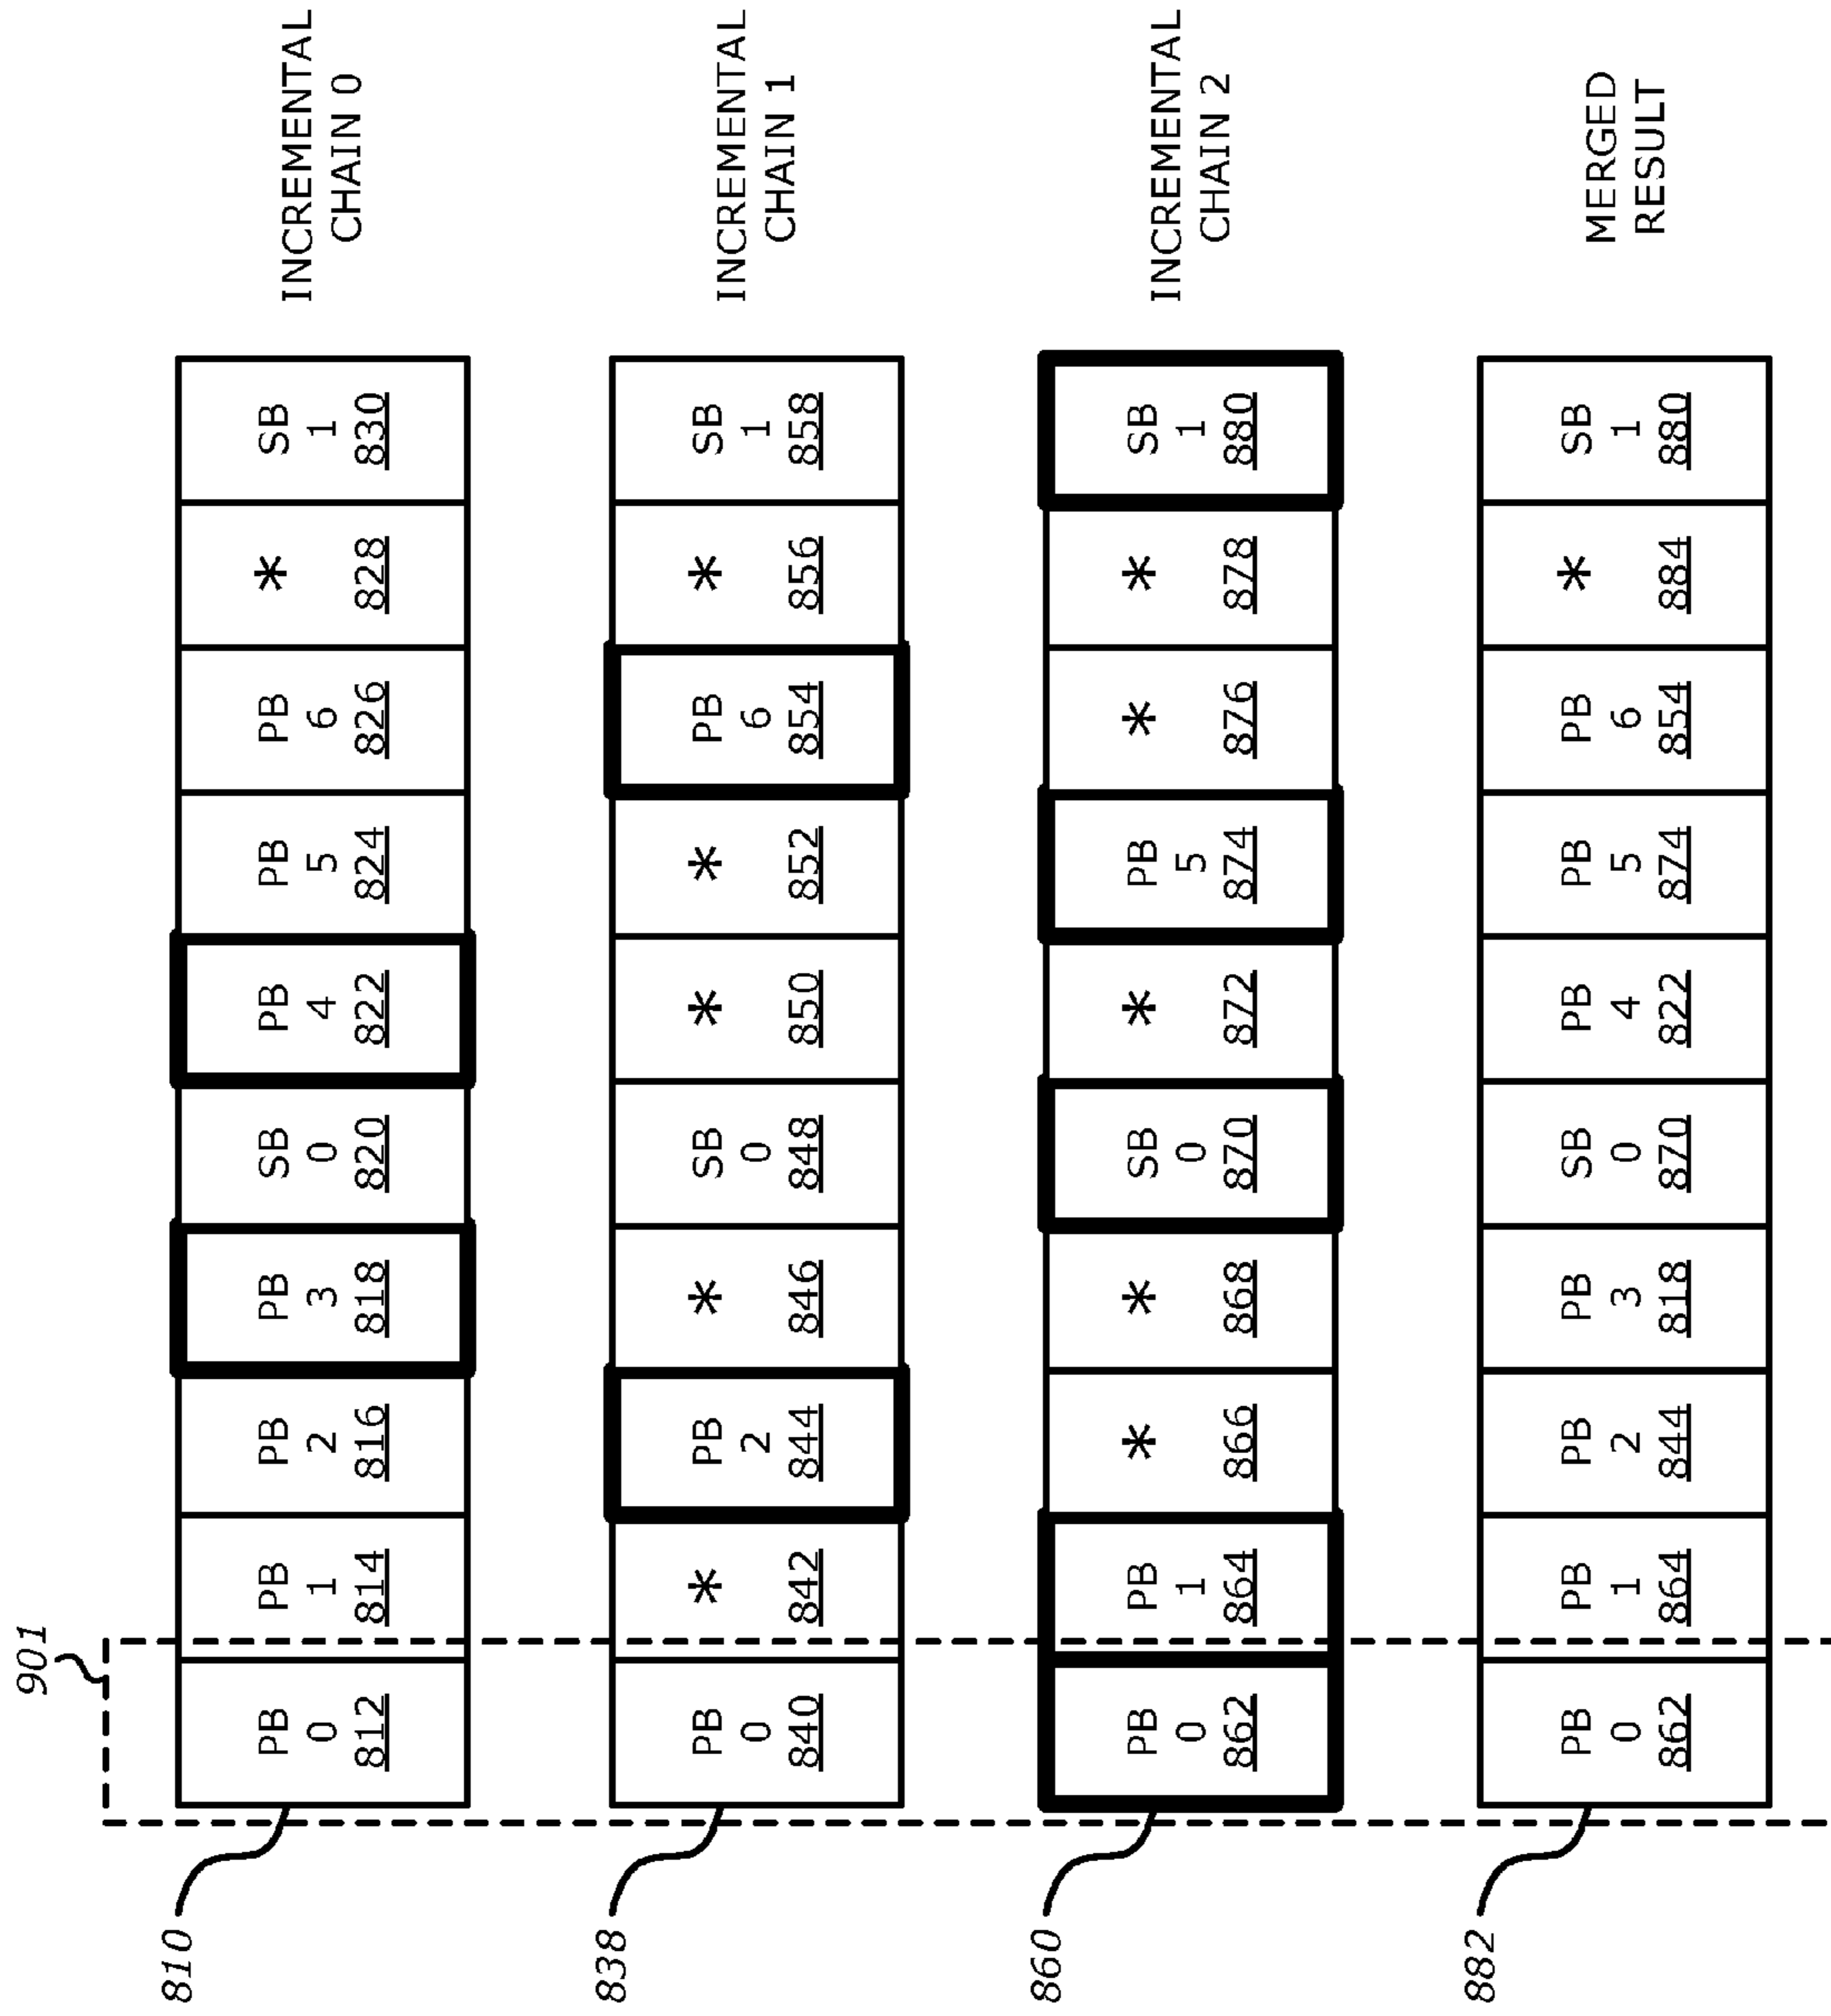 901
810
PB
0
812
PB
1
814
PB
2
816
PB
3
818
SB
0
820
PB
4
822
PB
5
824
PB
6
826
*
828
SB
1
830
INCREMENTAL
CHAIN 0
838
PB
0
840
*
842
PB
2
844
*
846
SB
0
848
*
850
*
852
PB
6
854
*
856
SB
1
858
INCREMENTAL
CHAIN 1
860
PB
0
862
PB
1
864
*
866
*
868
SB
0
870
*
872
PB
5
874
*
876
*
878
SB
1
880
INCREMENTAL
CHAIN 2
882
PB
0
862
PB
1
864
PB
2
844
PB
3
818
SB
0
870
PB
4
822
PB
5
874
PB
6
854
*
884
SB
1
880
MERGED
RESULT